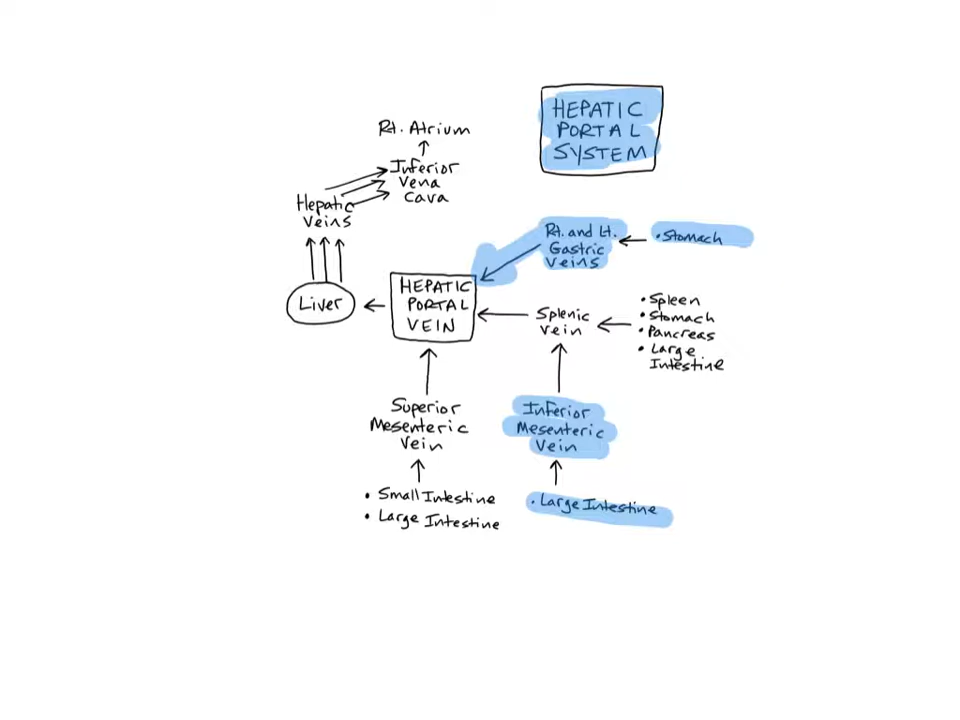 HEPATIC
PORTAL
SYSTEM
Rt. Atrium
Inferior
Vena
Cava
Hepatic
Veins
Rt. and Lt.
Gastric
Veins
• Stomach
Liver
HEPATIC
PORTAL
VEIN
Splenic
Vein
• Spleen
• Stomach
• Pancreas
• Large
Intestine
Superior
Mesenteric
Vein
Inferior
Mesenteric
Vein
• Small Intestine
• Large Intestine
• Large Intestine